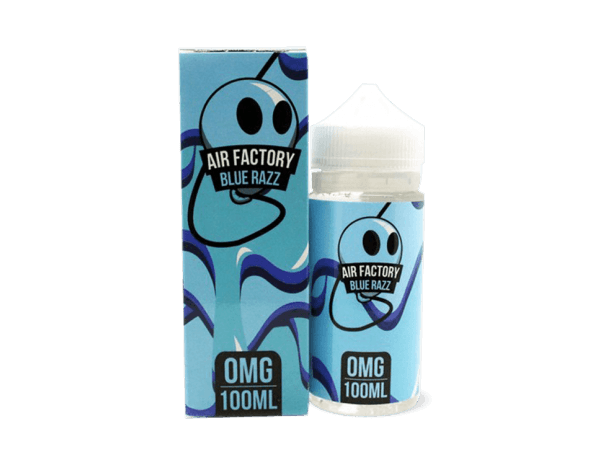 AIR FACTORY
BLUE RAZZ
0MG
100ML
AIR FACTORY
BLUE RAZZ
0MG
100ML